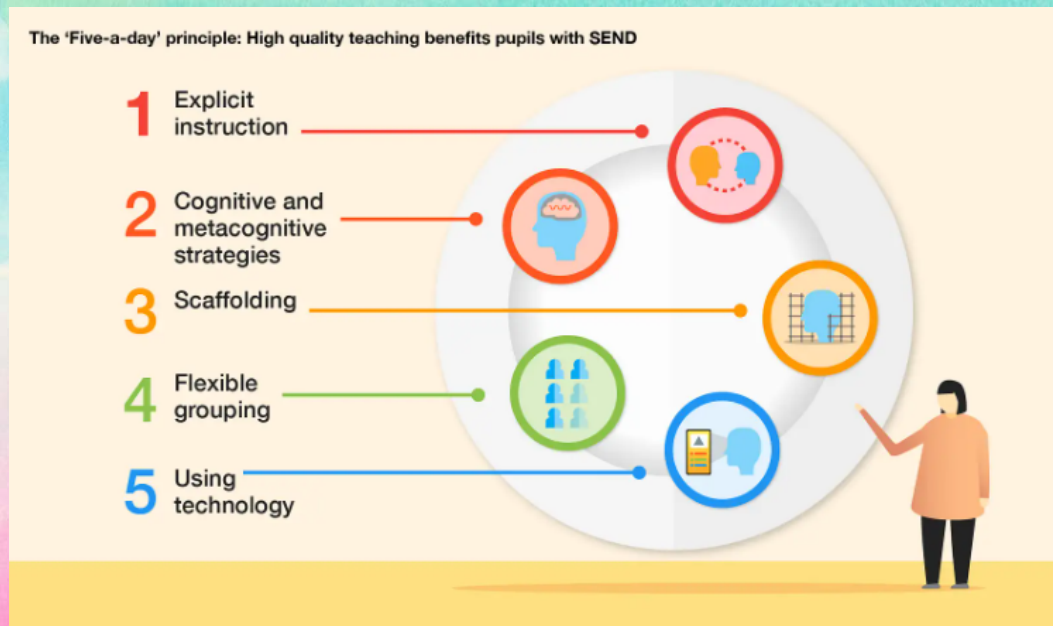 The ‘Five-a-day’ principle: High quality teaching benefits pupils with SEND
1
Explicit
instruction
2
Cognitive and
metacognitive
strategies
3
Scaffolding
4
Flexible
grouping
5
Using
technology